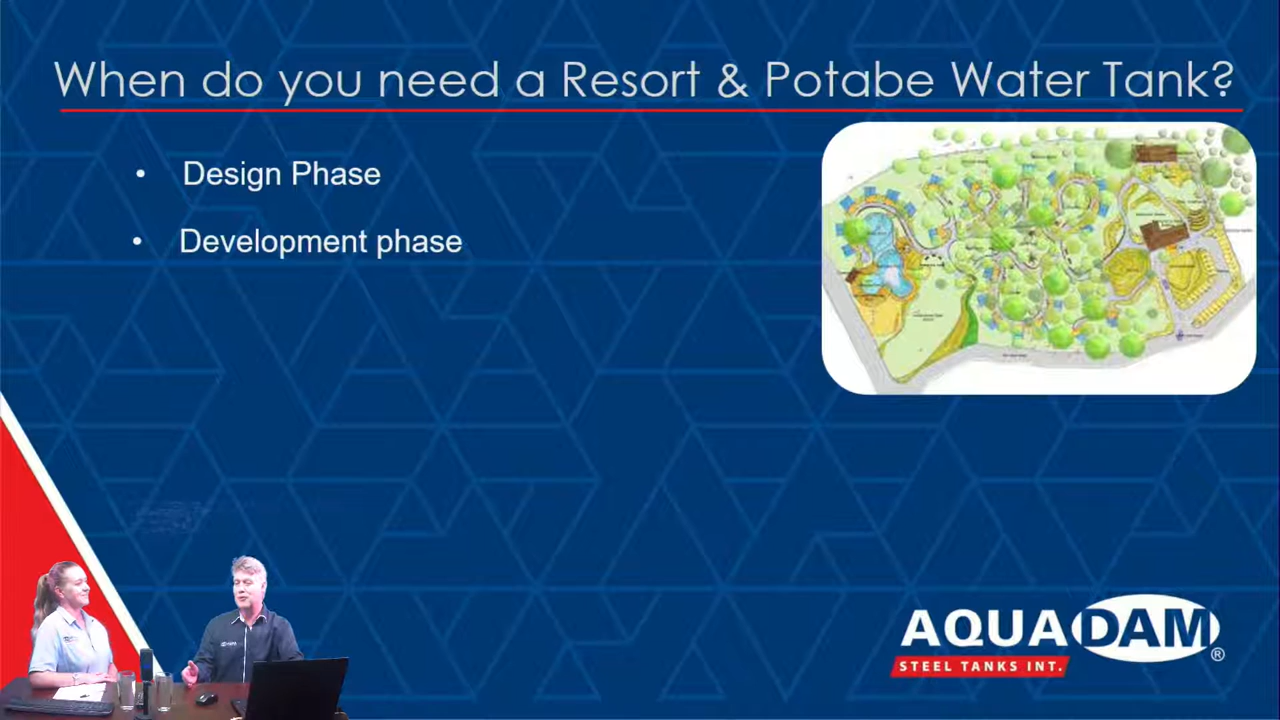 When do you need a Resort & Potabe Water Tank?
• Design Phase
• Development phase
AQUADAM®
STEEL TANKS INT.